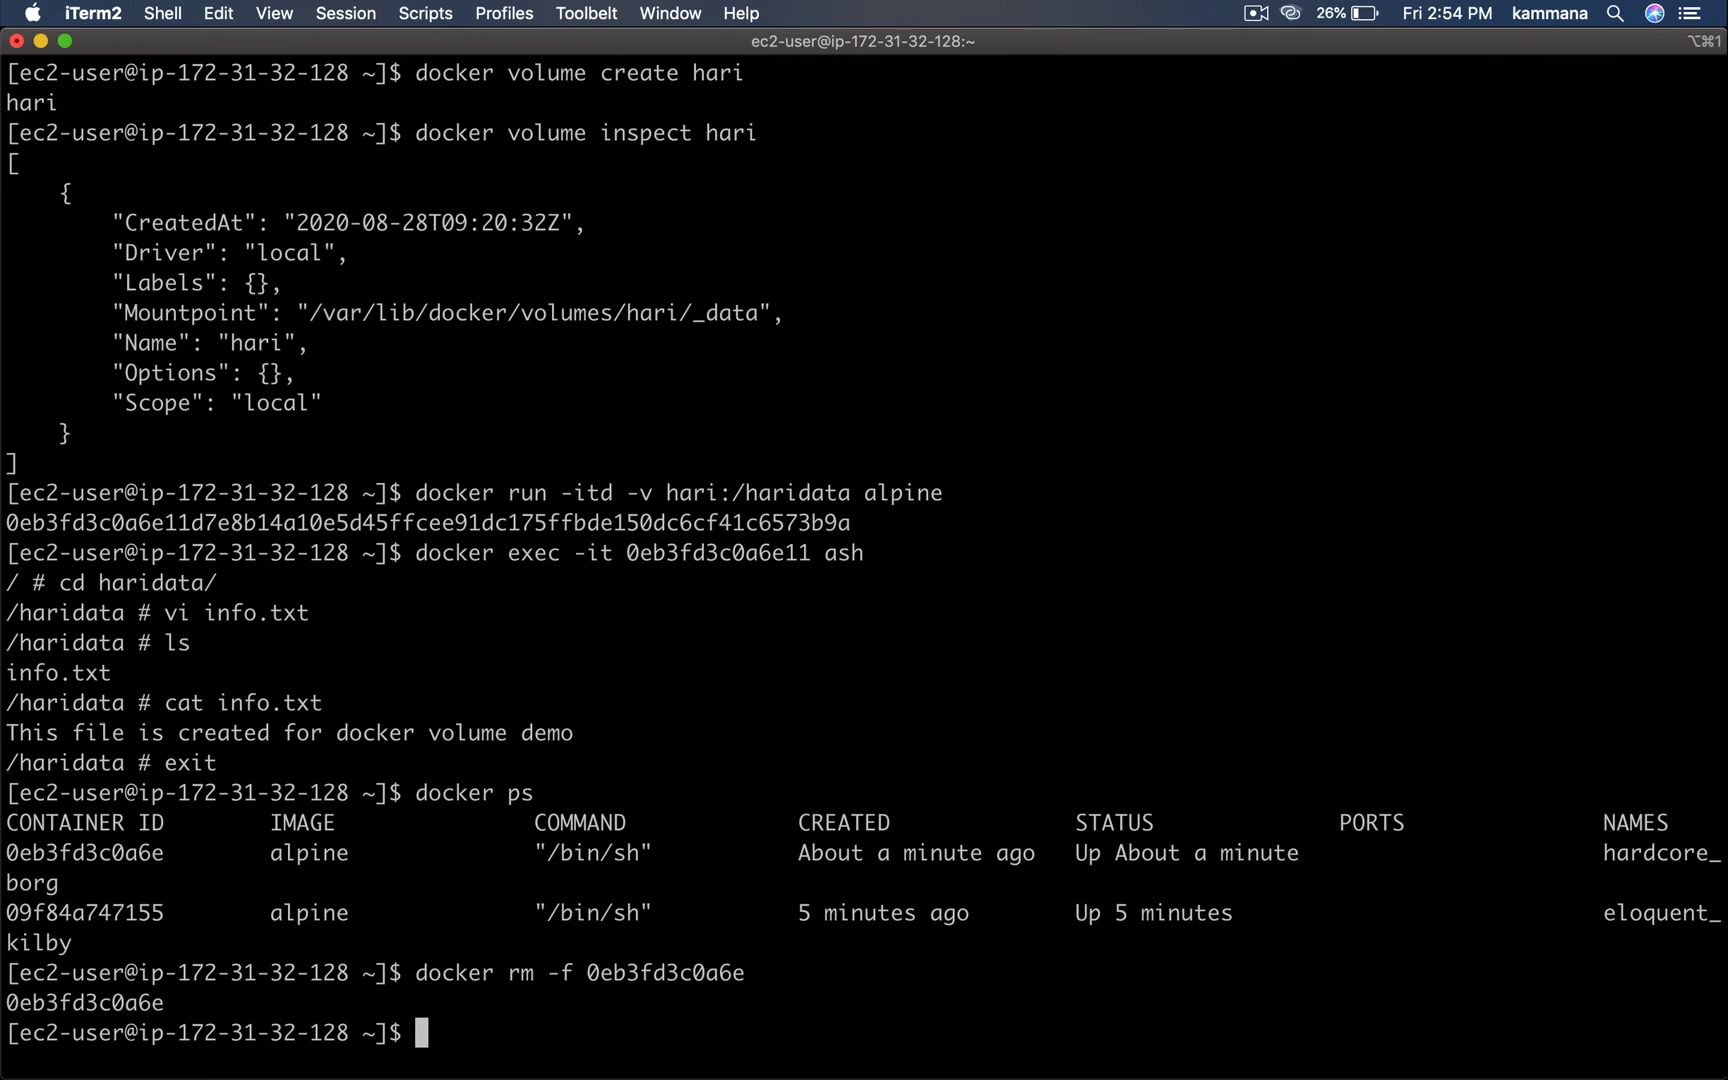 iTerm2 Shell Edit View Session Scripts Profiles Toolbelt Window Help 26% Fri 2:54 PM kammana
ec2-user@ip-172-31-32-128:~ ⌥⌘1
[ec2-user@ip-172-31-32-128 ~]$ docker volume create hari
hari
[ec2-user@ip-172-31-32-128 ~]$ docker volume inspect hari
[
    {
        "CreatedAt": "2020-08-28T09:20:32Z",
        "Driver": "local",
        "Labels": {},
        "Mountpoint": "/var/lib/docker/volumes/hari/_data",
        "Name": "hari",
        "Options": {},
        "Scope": "local"
    }
]
[ec2-user@ip-172-31-32-128 ~]$ docker run -itd -v hari:/haridata alpine
0eb3fd3c0a6e11d7e8b14a10e5d45ffcee91dc175ffbde150dc6cf41c6573b9a
[ec2-user@ip-172-31-32-128 ~]$ docker exec -it 0eb3fd3c0a6e11 ash
/ # cd haridata/
/haridata # vi info.txt
/haridata # ls
info.txt
/haridata # cat info.txt
This file is created for docker volume demo
/haridata # exit
[ec2-user@ip-172-31-32-128 ~]$ docker ps
CONTAINER ID        IMAGE               COMMAND             CREATED              STATUS              PORTS               NAMES
0eb3fd3c0a6e        alpine              "/bin/sh"           About a minute ago   Up About a minute                       hardcore_
borg
09f84a747155        alpine              "/bin/sh"           5 minutes ago        Up 5 minutes                            eloquent_
kilby
[ec2-user@ip-172-31-32-128 ~]$ docker rm -f 0eb3fd3c0a6e
0eb3fd3c0a6e
[ec2-user@ip-172-31-32-128 ~]$